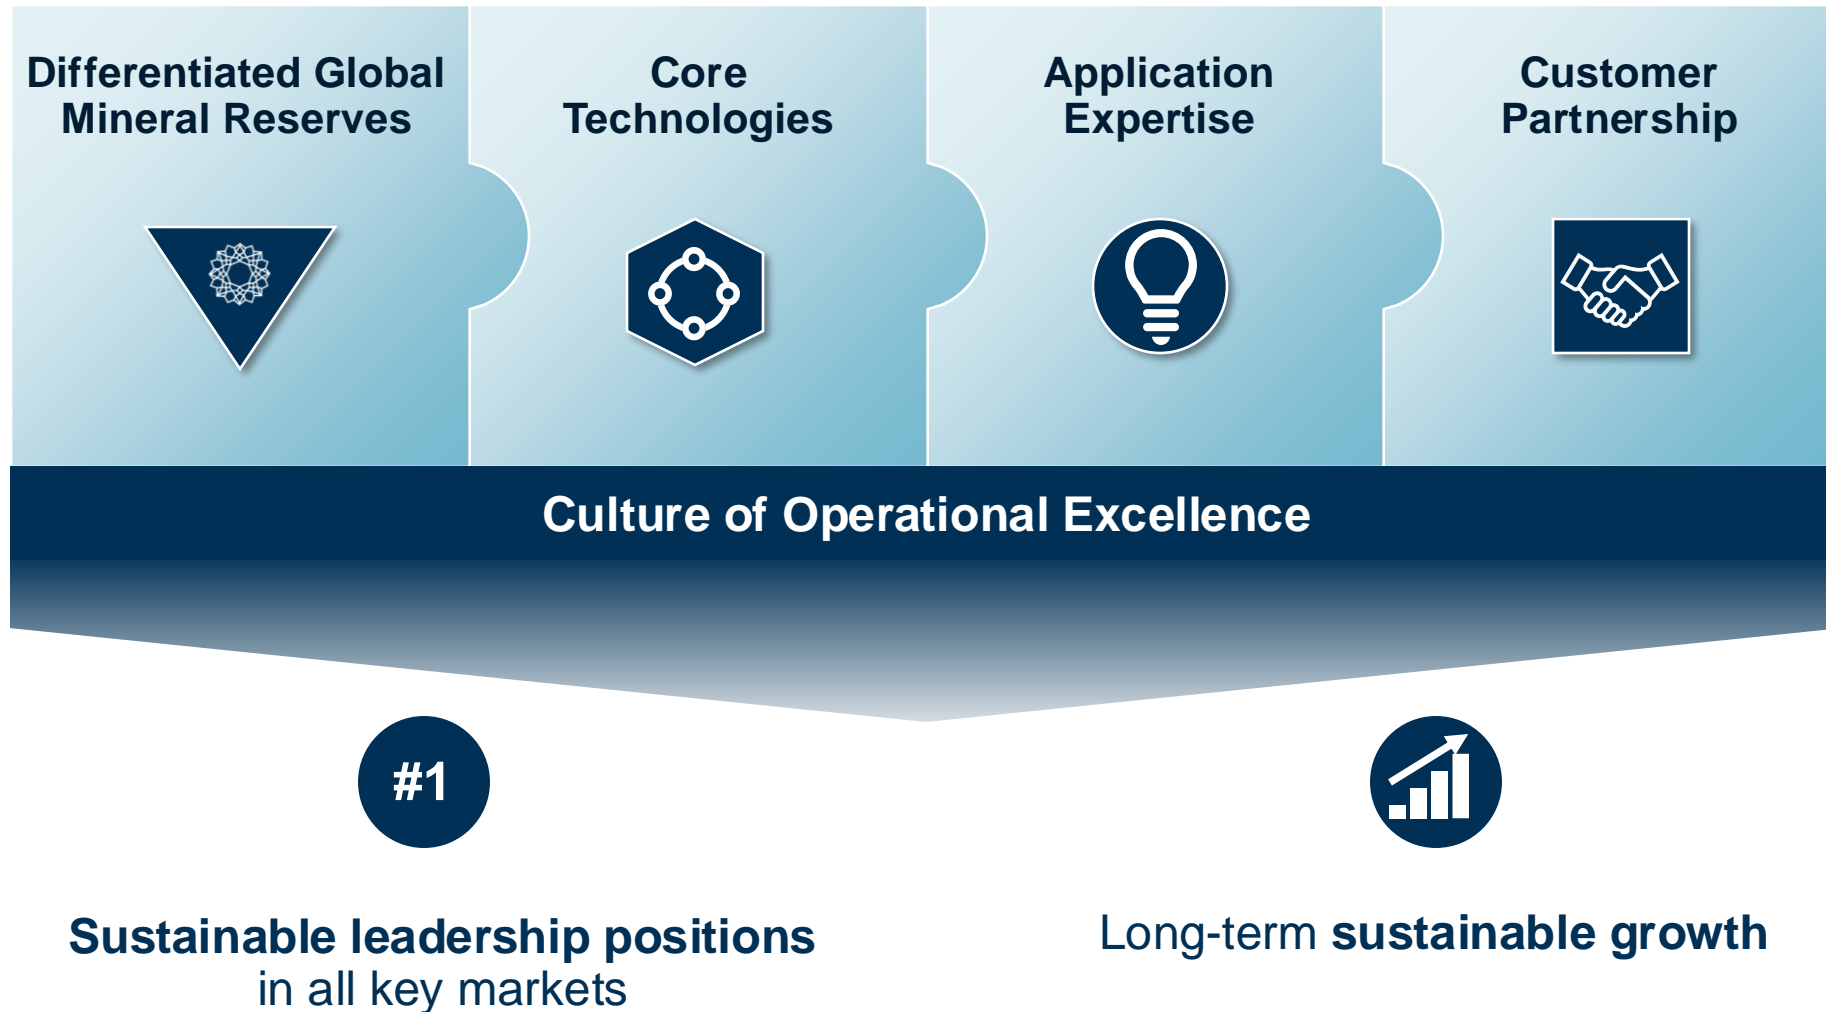 Differentiated Global
Mineral Reserves
Core
Technologies
Application
Expertise
Customer
Partnership
Culture of Operational Excellence
#1
Sustainable leadership positions
in all key markets
Long-term sustainable growth